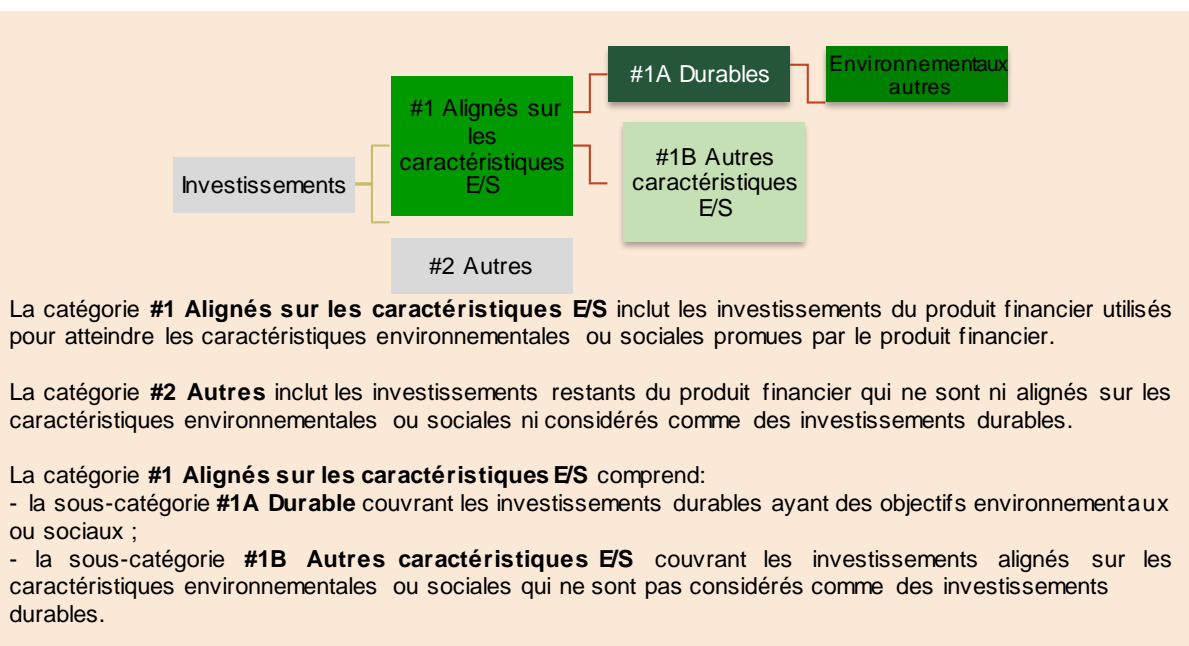 #1A Durables
Environnementaux
autres
#1 Alignés sur
les
caractéristiques
E/S
Investissements
#1B Autres
caractéristiques
E/S
#2 Autres
La catégorie #1 Alignés sur les caractéristiques E/S inclut les investissements du produit financier utilisés
pour atteindre les caractéristiques environnementales ou sociales promues par le produit financier.
La catégorie #2 Autres inclut les investissements restants du produit financier qui ne sont ni alignés sur les
caractéristiques environnementales ou sociales ni considérés comme des investissements durables.
La catégorie #1 Alignés sur les caractéristiques E/S comprend:
- la sous-catégorie #1A Durable couvrant les investissements durables ayant des objectifs environnementaux
ou sociaux ;
- la sous-catégorie #1B Autres caractéristiques E/S couvrant les investissements alignés sur les
caractéristiques environnementales ou sociales qui ne sont pas considérés comme des investissements
durables.